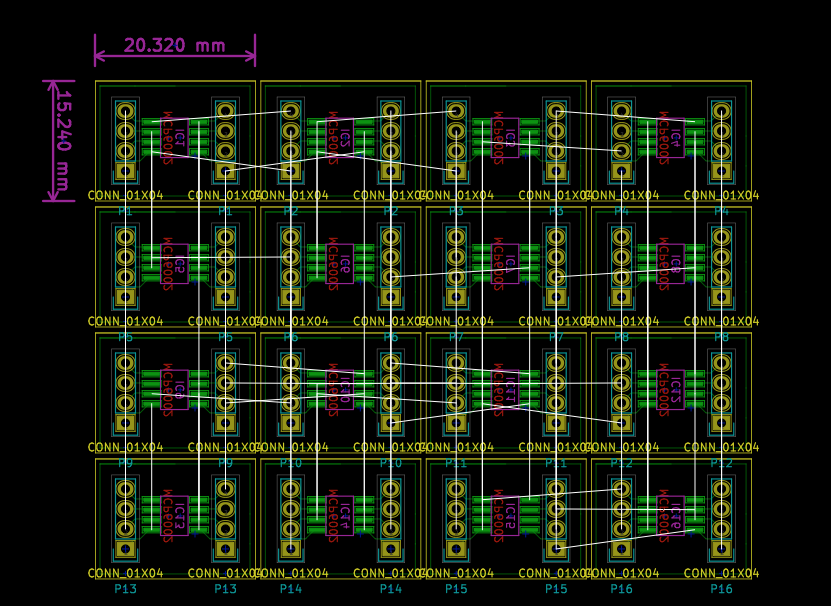 20.320 mm
15.240 mm
MCP6002 IC1 MCP6002 IC2 MCP6002 MCP6002 IC4
CONN_01X04 CONN_01X04 CONN_01X04 CONN_01X04 CONN_01X04 CONN_01X04 CONN_01X04 CONN_01X04
P1 P1 P2 P2 P3 P3 P4 P4
MCP6002 IC5 MCP6002 IC6 MCP6002 MCP6002
CONN_01X04 CONN_01X04 CONN_01X04 CONN_01X04 CONN_01X04 CONN_01X04 CONN_01X04 CONN_01X04
P5 P5 P6 P6 P7 P7 P8 P8
MCP6002 IC9 MCP6002 IC10 MCP6002 IC11 MCP6002 IC12
CONN_01X04 CONN_01X04 CONN_01X04 CONN_01X04 CONN_01X04 CONN_01X04 CONN_01X04 CONN_01X04
P9 P9 P10 P10 P11 P11 P12 P12
MCP6002 IC13 MCP6002 IC14 MCP6002 IC15 MCP6002 IC16
CONN_01X04 CONN_01X04 CONN_01X04 CONN_01X04 CONN_01X04 CONN_01X04 CONN_01X04 CONN_01X04
P13 P13 P14 P14 P15 P15 P16 P16